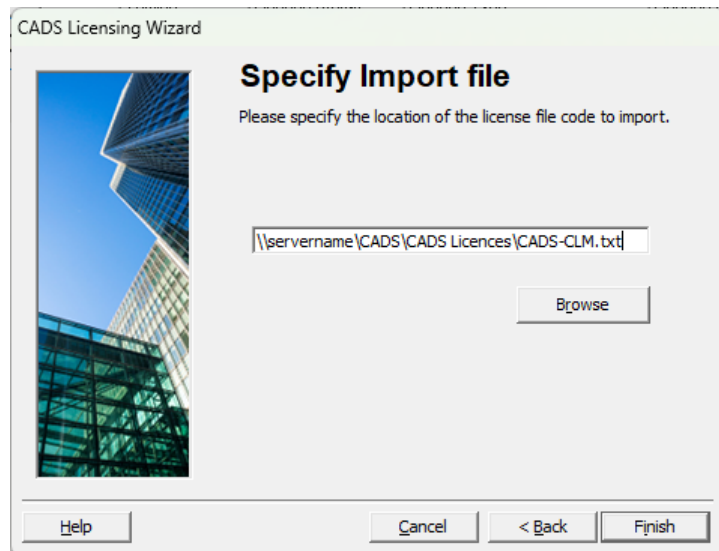 CADS Licensing Wizard
Specify Import file
Please specify the location of the license file code to import.
\\servername\CADS\CADS Licences\CADS-CLM.txt
Browse
Help
Cancel
< Back
Finish